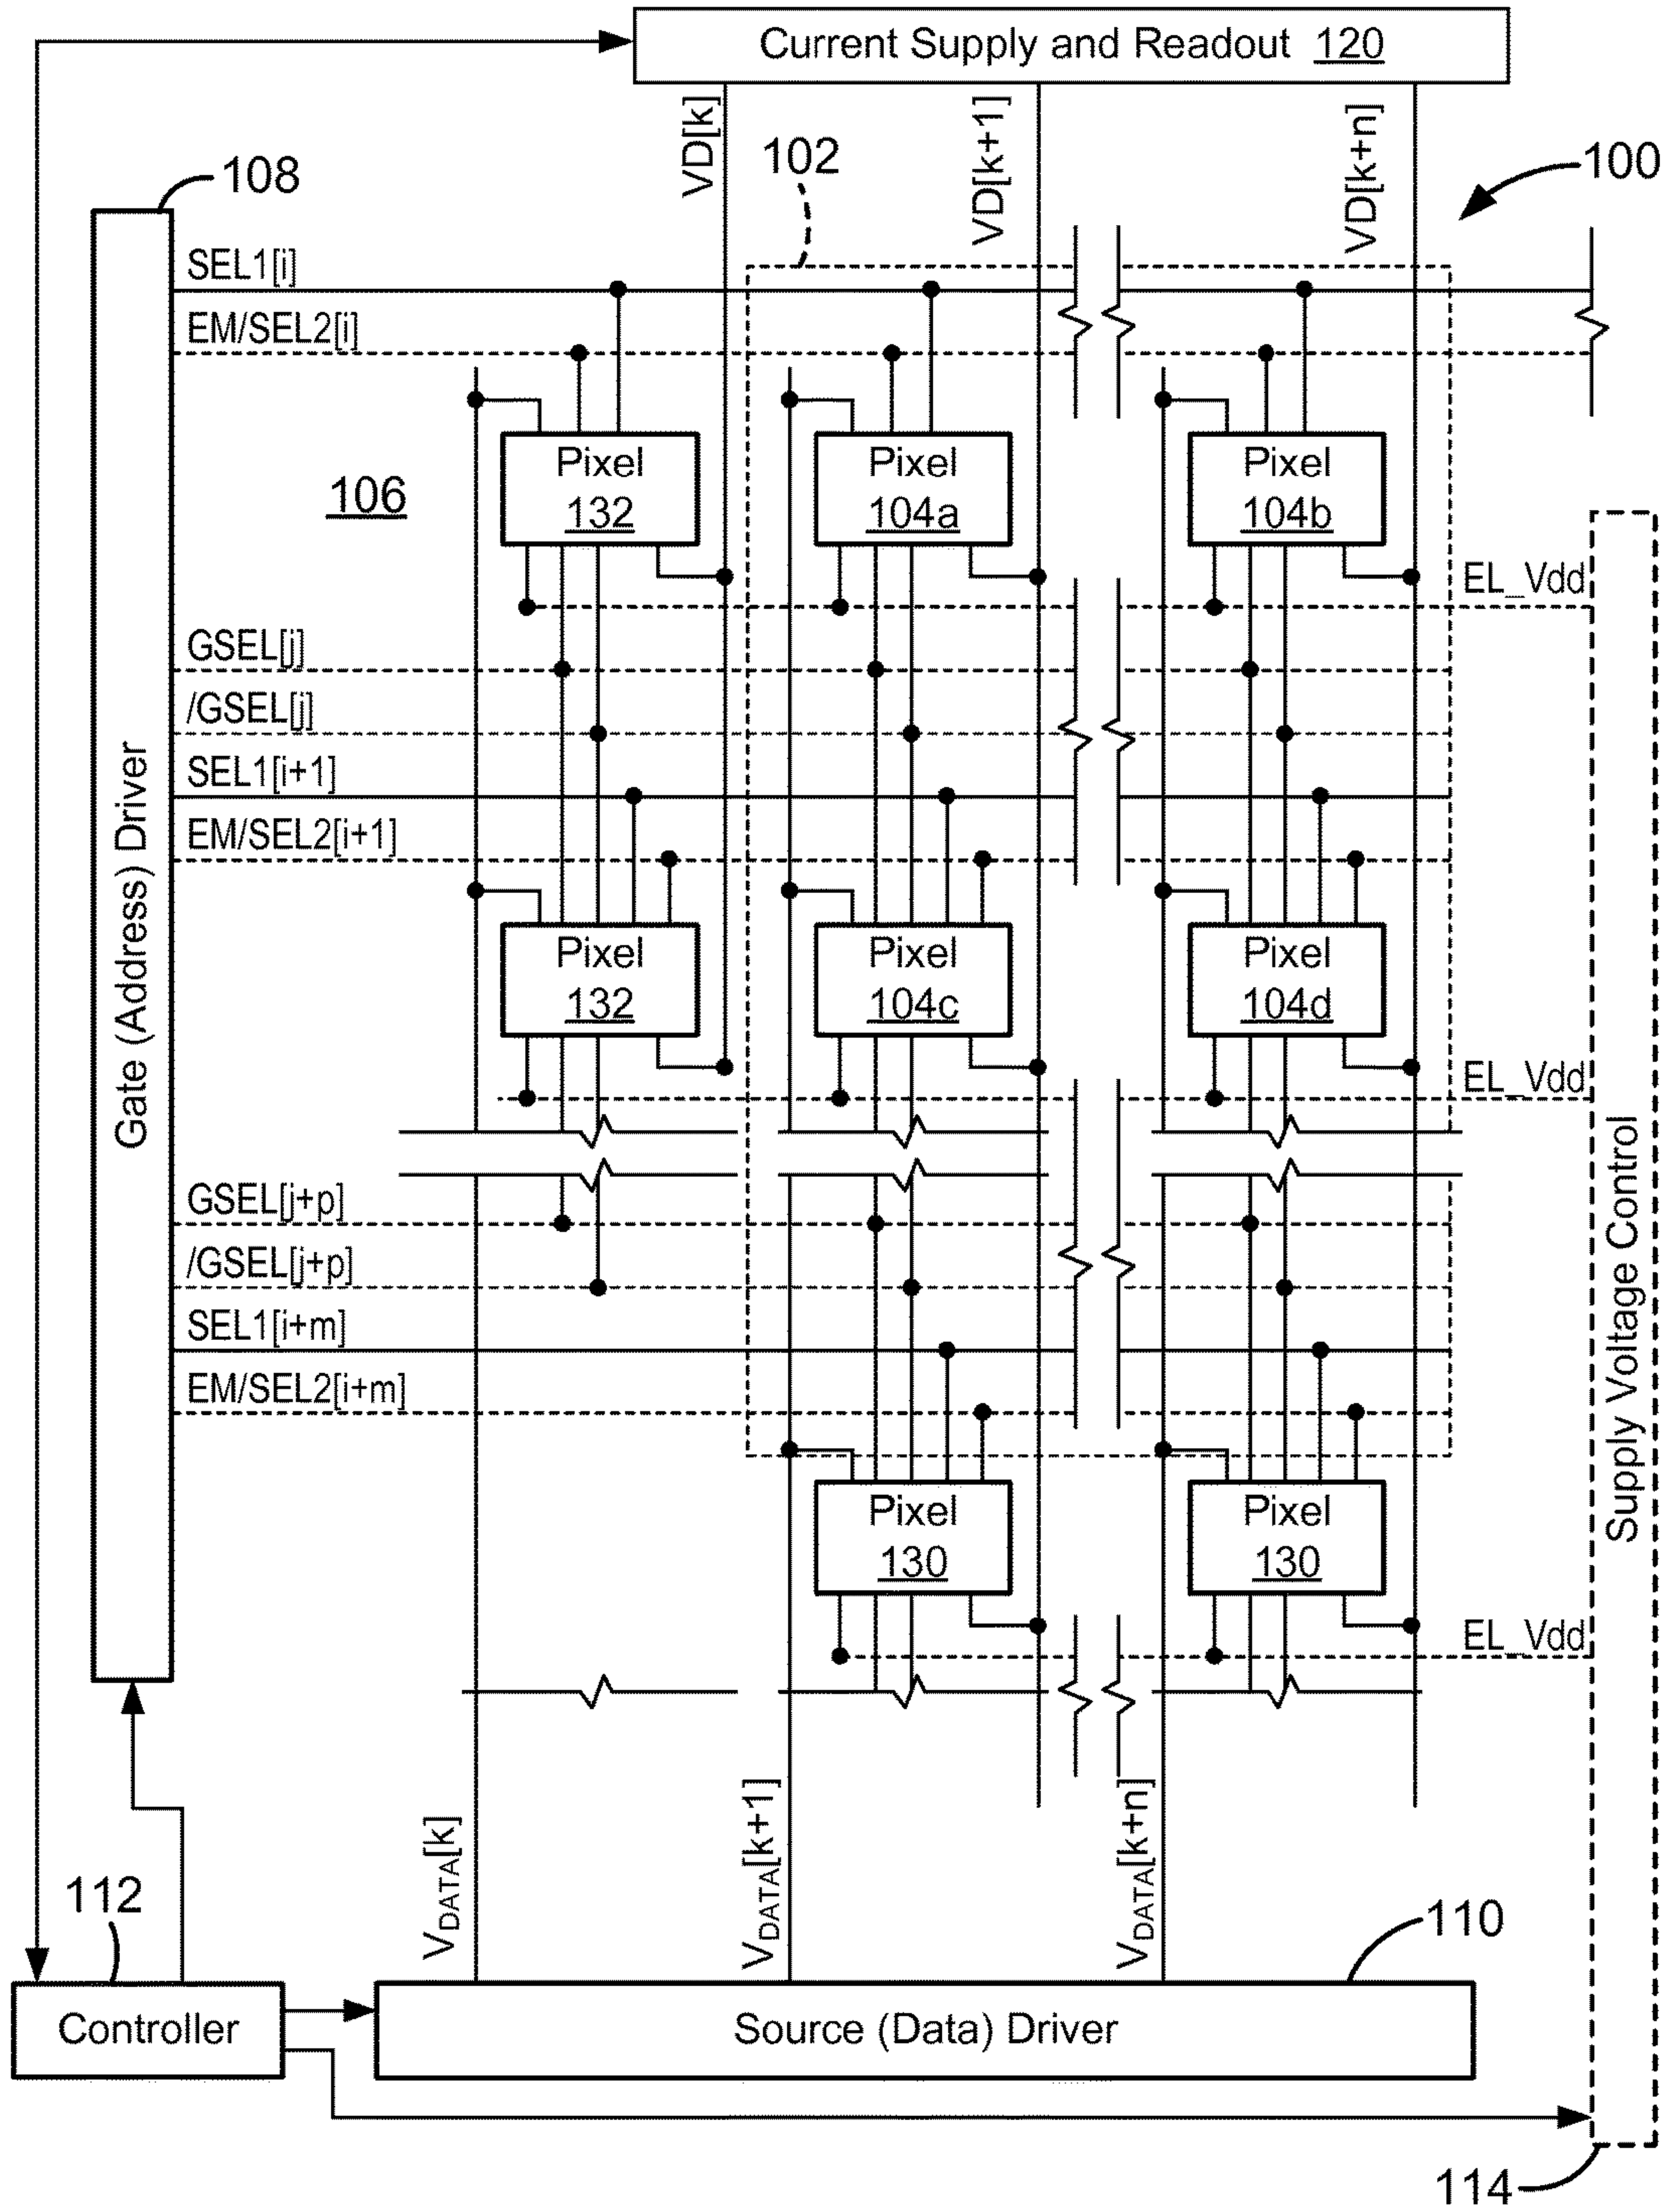 Current Supply and Readout 120
VD[k]
VD[k+1]
VD[k+n]
102
100
108
SEL1[i]
EM/SEL2[i]
Pixel
132
Pixel
104a
Pixel
104b
106
EL_Vdd
GSEL[j]
/GSEL[j]
SEL1[i+1]
EM/SEL2[i+1]
Gate (Address) Driver
Pixel
132
Pixel
104c
Pixel
104d
EL_Vdd
Supply Voltage Control
GSEL[j+p]
/GSEL[j+p]
SEL1[i+m]
EM/SEL2[i+m]
Pixel
130
Pixel
130
EL_Vdd
VDATA[k]
VDATA[k+1]
VDATA[k+n]
112
110
Controller
Source (Data) Driver
114